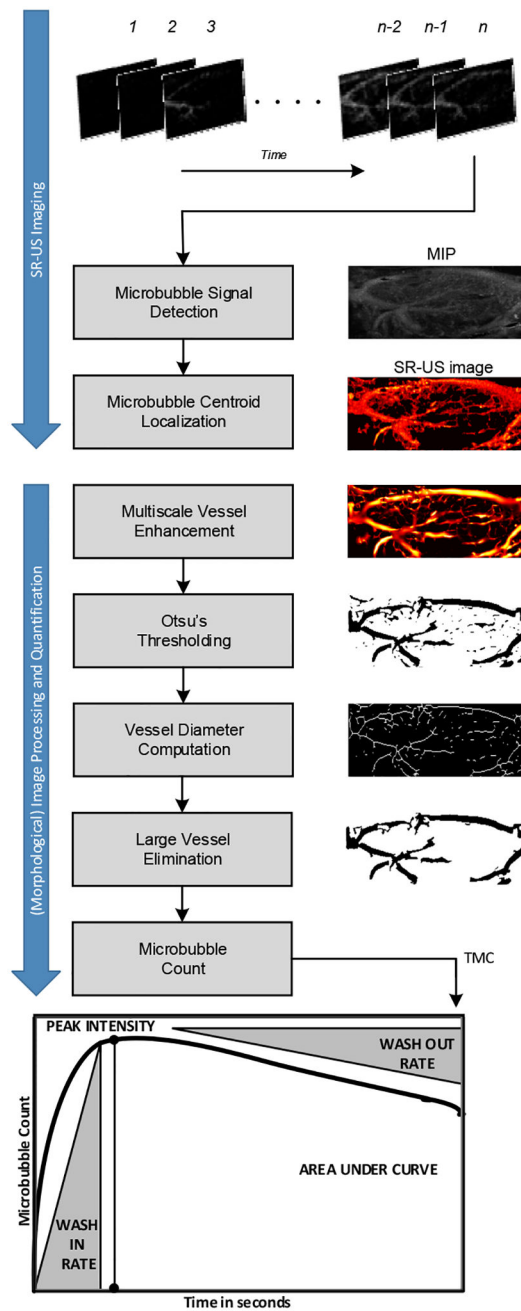 1 2 3 n-2 n-1 n
. . . .
Time
SR-US Imaging
MIP
Microbubble Signal
Detection
SR-US image
Microbubble Centroid
Localization
(Morphological) Image Processing and Quantification
Multiscale Vessel
Enhancement
Otsu's
Thresholding
Vessel Diameter
Computation
Large Vessel
Elimination
Microbubble
Count
TMC
PEAK INTENSITY
WASH OUT
RATE
Microbubble Count
AREA UNDER CURVE
WASH
IN
RATE
Time in seconds